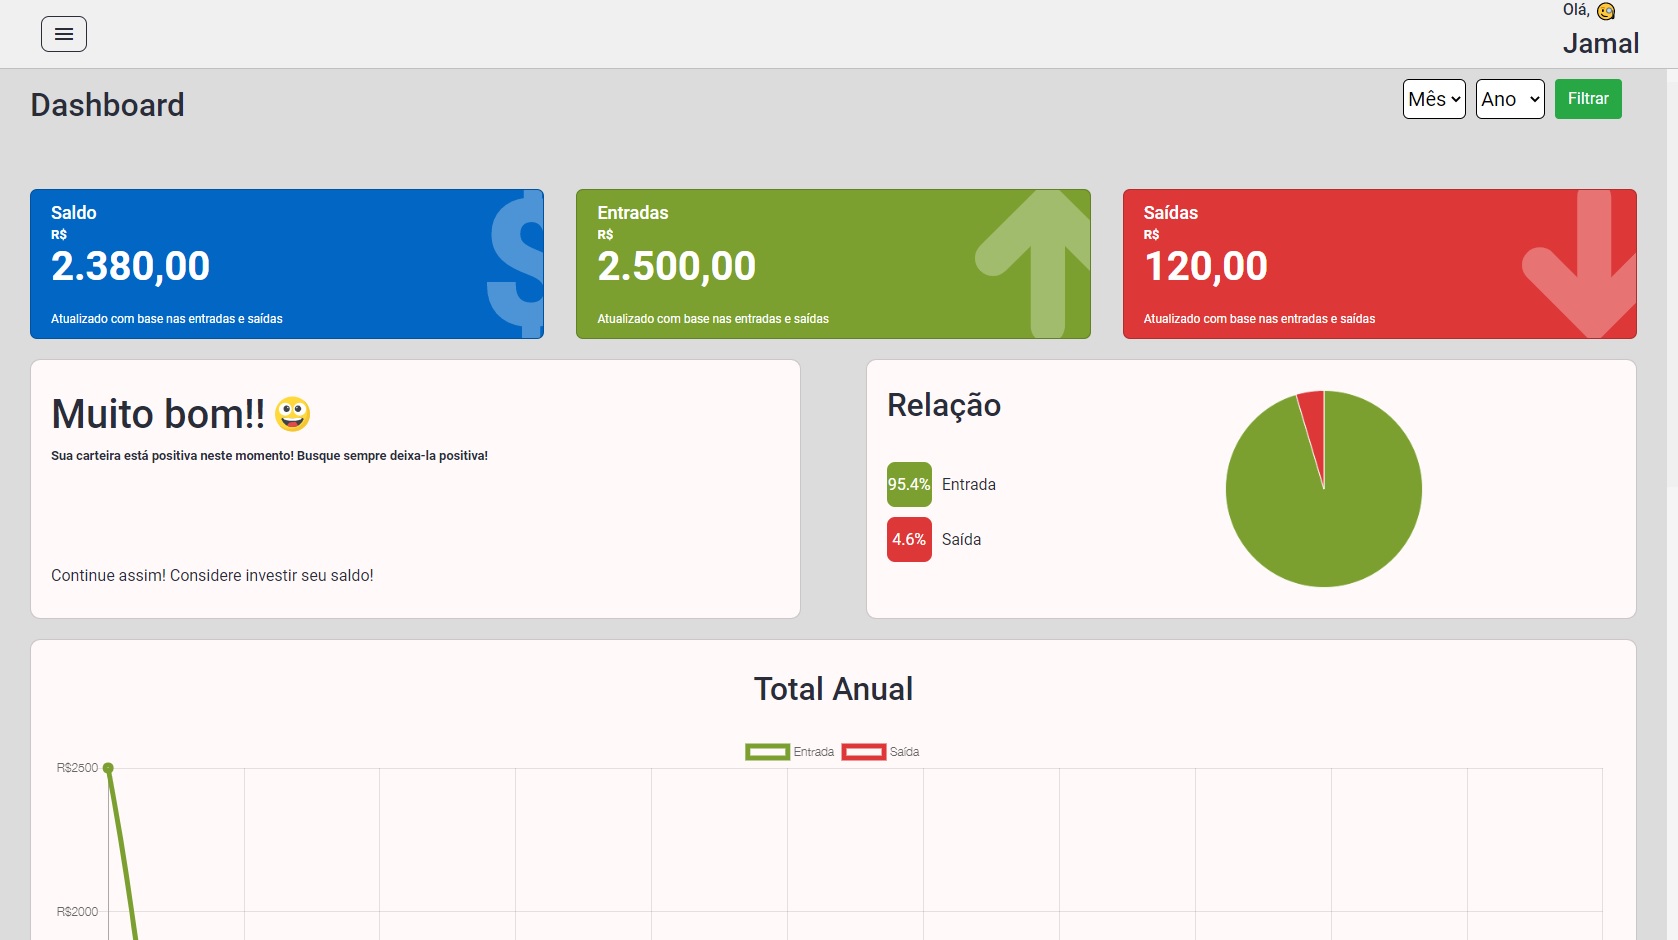 Olá,
Jamal
Dashboard
Mês
Ano
Filtrar
Saldo
R$
2.380,00
Atualizado com base nas entradas e saídas
Entradas
R$
2.500,00
Atualizado com base nas entradas e saídas
Saídas
R$
120,00
Atualizado com base nas entradas e saídas
Muito bom!!
Sua carteira está positiva neste momento! Busque sempre deixa-la positiva!
Continue assim! Considere investir seu saldo!
Relação
95.4% Entrada
4.6% Saída
Total Anual
Entrada Saída
R$2500
R$2000